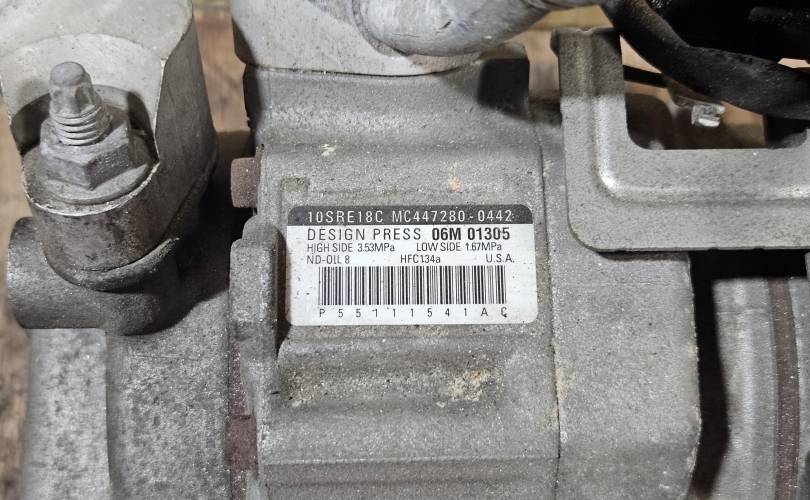 10SRE18C MC447280-0442
DESIGN PRESS 06M 01305
HIGH SIDE 3.53MPa LOW SIDE 1.67MPa
ND-OIL 8 HFC134a U.S.A.
P55111541AC